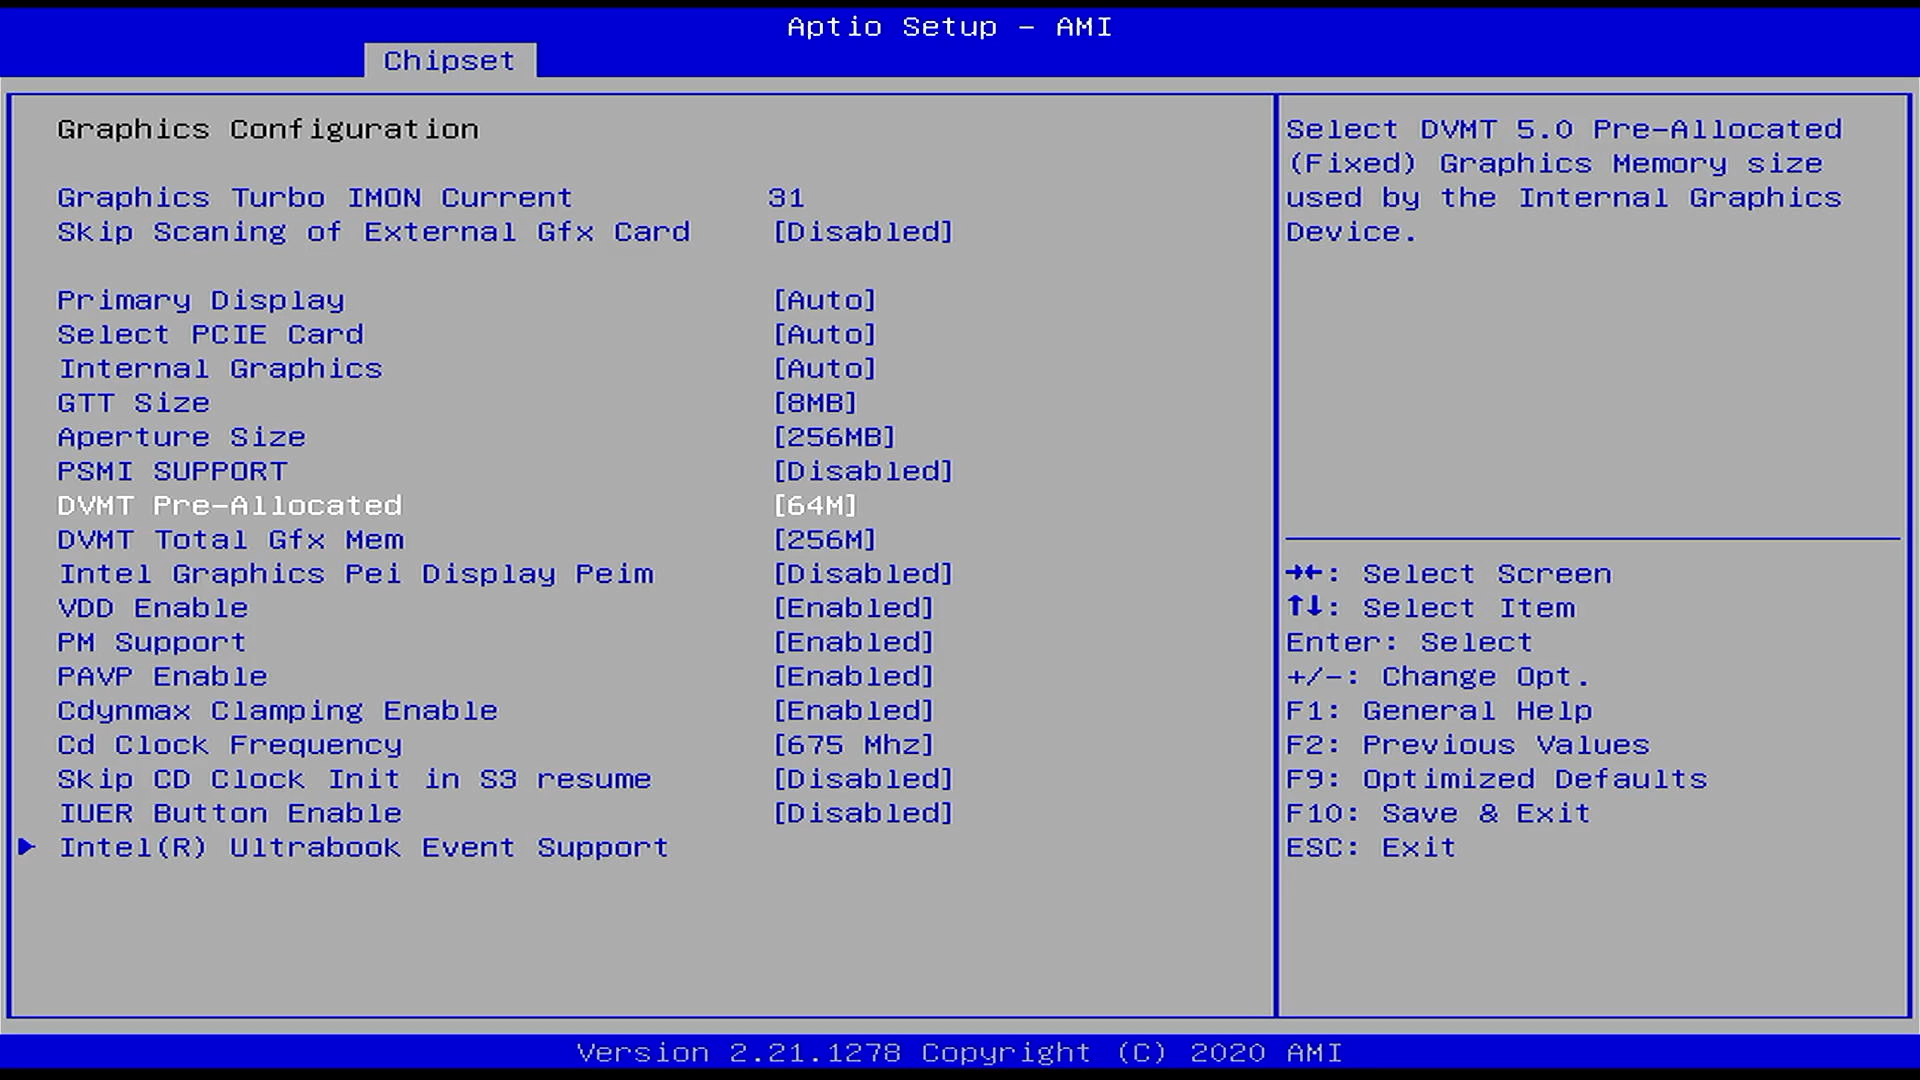 Aptio Setup - AMI
Chipset
Graphics Configuration
Graphics Turbo IMON Current 31
Skip Scaning of External Gfx Card [Disabled]
Primary Display [Auto]
Select PCIE Card [Auto]
Internal Graphics [Auto]
GTT Size [8MB]
Aperture Size [256MB]
PSMI SUPPORT [Disabled]
DVMT Pre-Allocated [64M]
DVMT Total Gfx Mem [256M]
Intel Graphics Pei Display Peim [Disabled]
VDD Enable [Enabled]
PM Support [Enabled]
PAVP Enable [Enabled]
Cdynmax Clamping Enable [Enabled]
Cd Clock Frequency [675 Mhz]
Skip CD Clock Init in S3 resume [Disabled]
IUER Button Enable [Disabled]
► Intel(R) Ultrabook Event Support
Select DVMT 5.0 Pre-Allocated
(Fixed) Graphics Memory size
used by the Internal Graphics
Device.
→←: Select Screen
↑↓: Select Item
Enter: Select
+/-: Change Opt.
F1: General Help
F2: Previous Values
F9: Optimized Defaults
F10: Save & Exit
ESC: Exit
Version 2.21.1278 Copyright (C) 2020 AMI